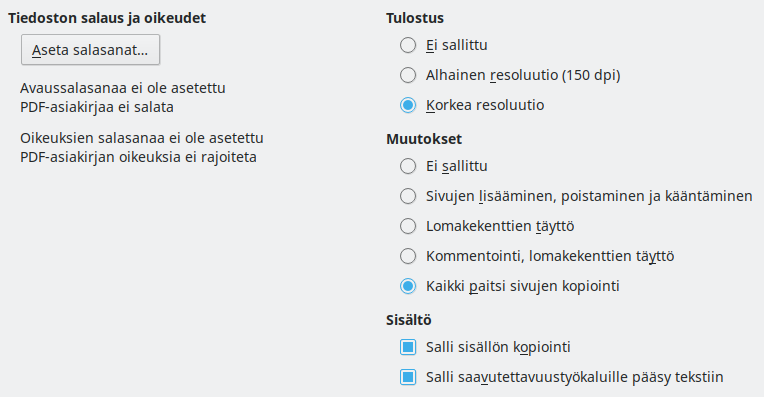 Tiedoston salaus ja oikeudet
Aseta salasanat...
Avaussalasanaa ei ole asetettu
PDF-asiakirjaa ei salata
Oikeuksien salasanaa ei ole asetettu
PDF-asiakirjan oikeuksia ei rajoiteta
Tulostus
Ei sallittu
Alhainen resoluutio (150 dpi)
Korkea resoluutio
Muutokset
Ei sallittu
Sivujen lisääminen, poistaminen ja kääntäminen
Lomakekenttien täyttö
Kommentointi, lomakekenttien täyttö
Kaikki paitsi sivujen kopiointi
Sisältö
Salli sisällön kopiointi
Salli saavutettavuustyökaluille pääsy tekstiin